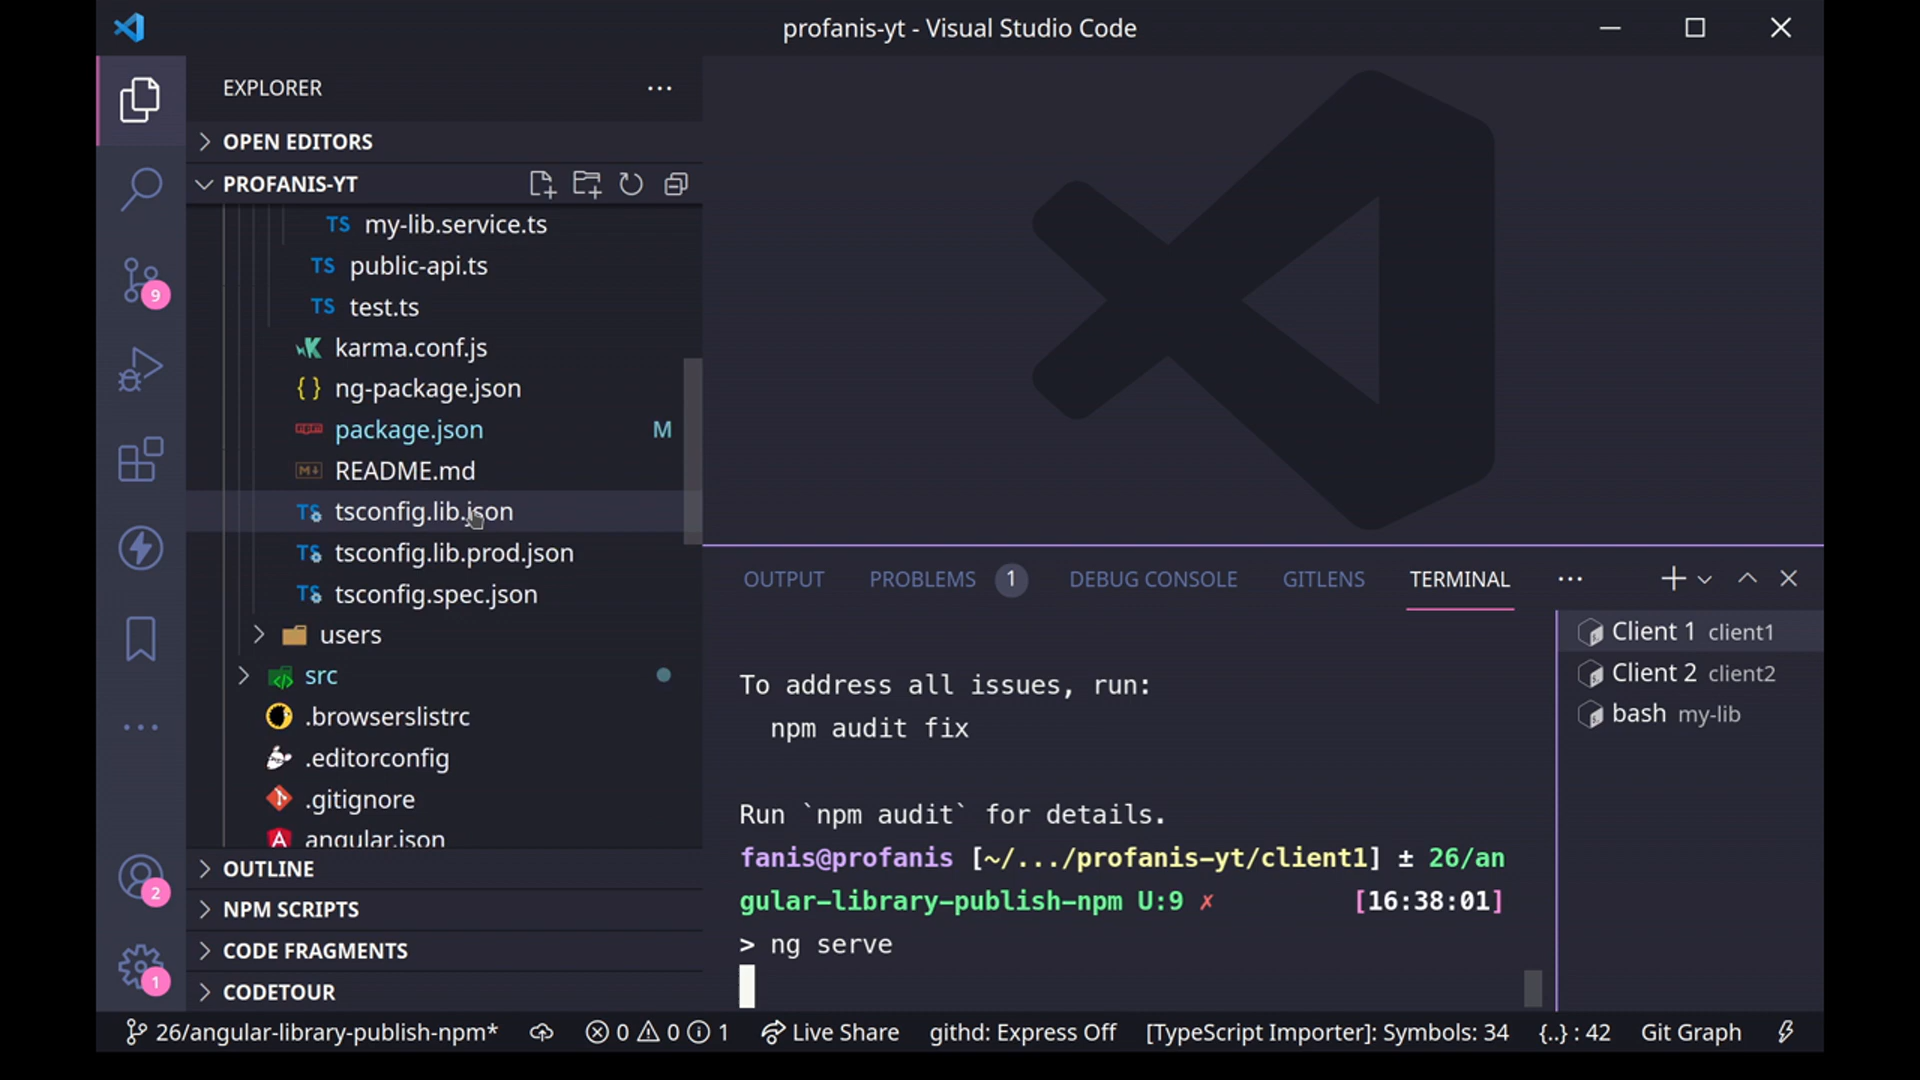 profanis-yt - Visual Studio Code
EXPLORER
OPEN EDITORS
PROFANIS-YT
TS my-lib.service.ts
TS public-api.ts
TS test.ts
karma.conf.js
{ } ng-package.json
package.json M
README.md
TS tsconfig.lib.json
TS tsconfig.lib.prod.json
TS tsconfig.spec.json
users
src
.browserslistrc
.editorconfig
.gitignore
angular.json
OUTLINE
NPM SCRIPTS
CODE FRAGMENTS
CODETOUR
9
2
1
OUTPUT PROBLEMS 1 DEBUG CONSOLE GITLENS TERMINAL
To address all issues, run:
npm audit fix
Run `npm audit` for details.
fanis@profanis [~/.../profanis-yt/client1] ± 26/an
gular-library-publish-npm U:9 ✗ [16:38:01]
> ng serve
Client 1 client1
Client 2 client2
bash my-lib
26/angular-library-publish-npm* 0 0 1 Live Share githd: Express Off [TypeScript Importer]: Symbols: 34 {..} : 42 Git Graph